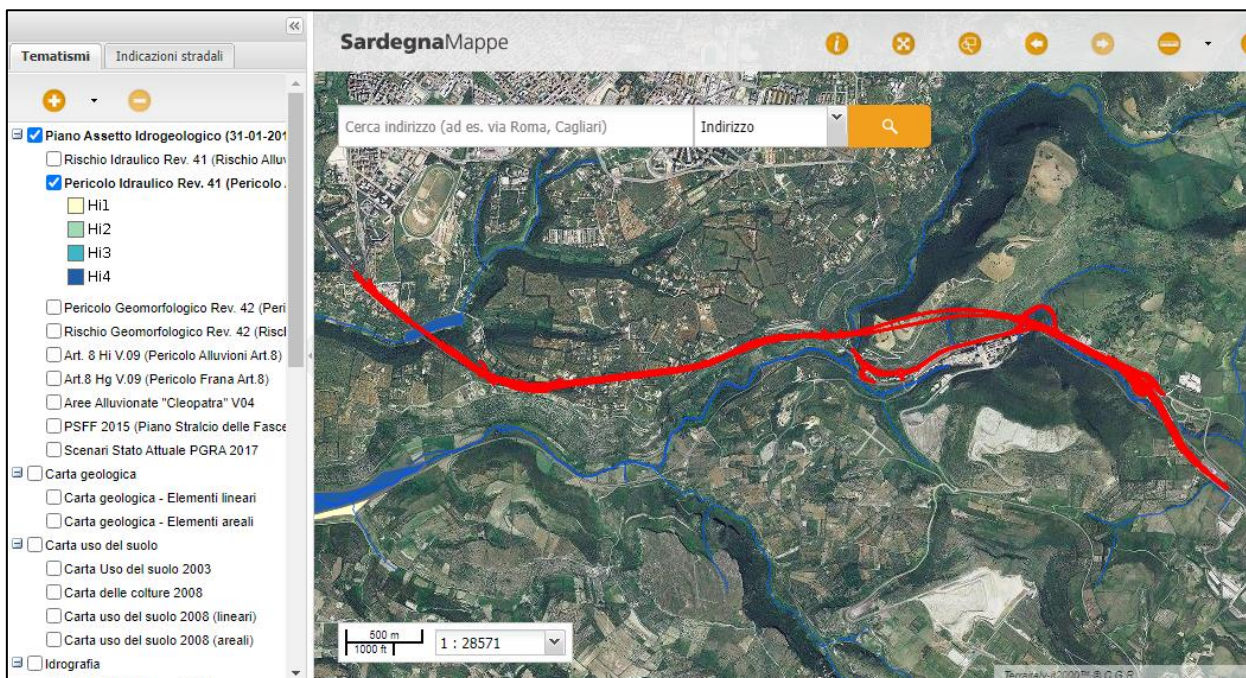 SardegnaMappe
Tematismi
Indicazioni stradali
Cerca indirizzo (ad es. via Roma, Cagliari)
Indirizzo
Piano Assetto Idrogeologico (31-01-201
Rischio Idraulico Rev. 41 (Rischio Alluv
Pericolo Idraulico Rev. 41 (Pericolo
Hi1
Hi2
Hi3
Hi4
Pericolo Geomorfologico Rev. 42 (Peri
Rischio Geomorfologico Rev. 42 (Riscl
Art. 8 Hi V.09 (Pericolo Alluvioni Art.8)
Art.8 Hg V.09 (Pericolo Frana Art.8)
Aree Alluvionate "Cleopatra" V04
PSFF 2015 (Piano Stralcio delle Fasce
Scenari Stato Attuale PGRA 2017
Carta geologica
Carta geologica - Elementi lineari
Carta geologica - Elementi areali
Carta uso del suolo
Carta Uso del suolo 2003
Carta delle colture 2008
Carta uso del suolo 2008 (lineari)
Carta uso del suolo 2008 (areali)
Idrografia
500 m
1000 ft
1 : 28571
TerraItaly-it2000™ © C.G.R.